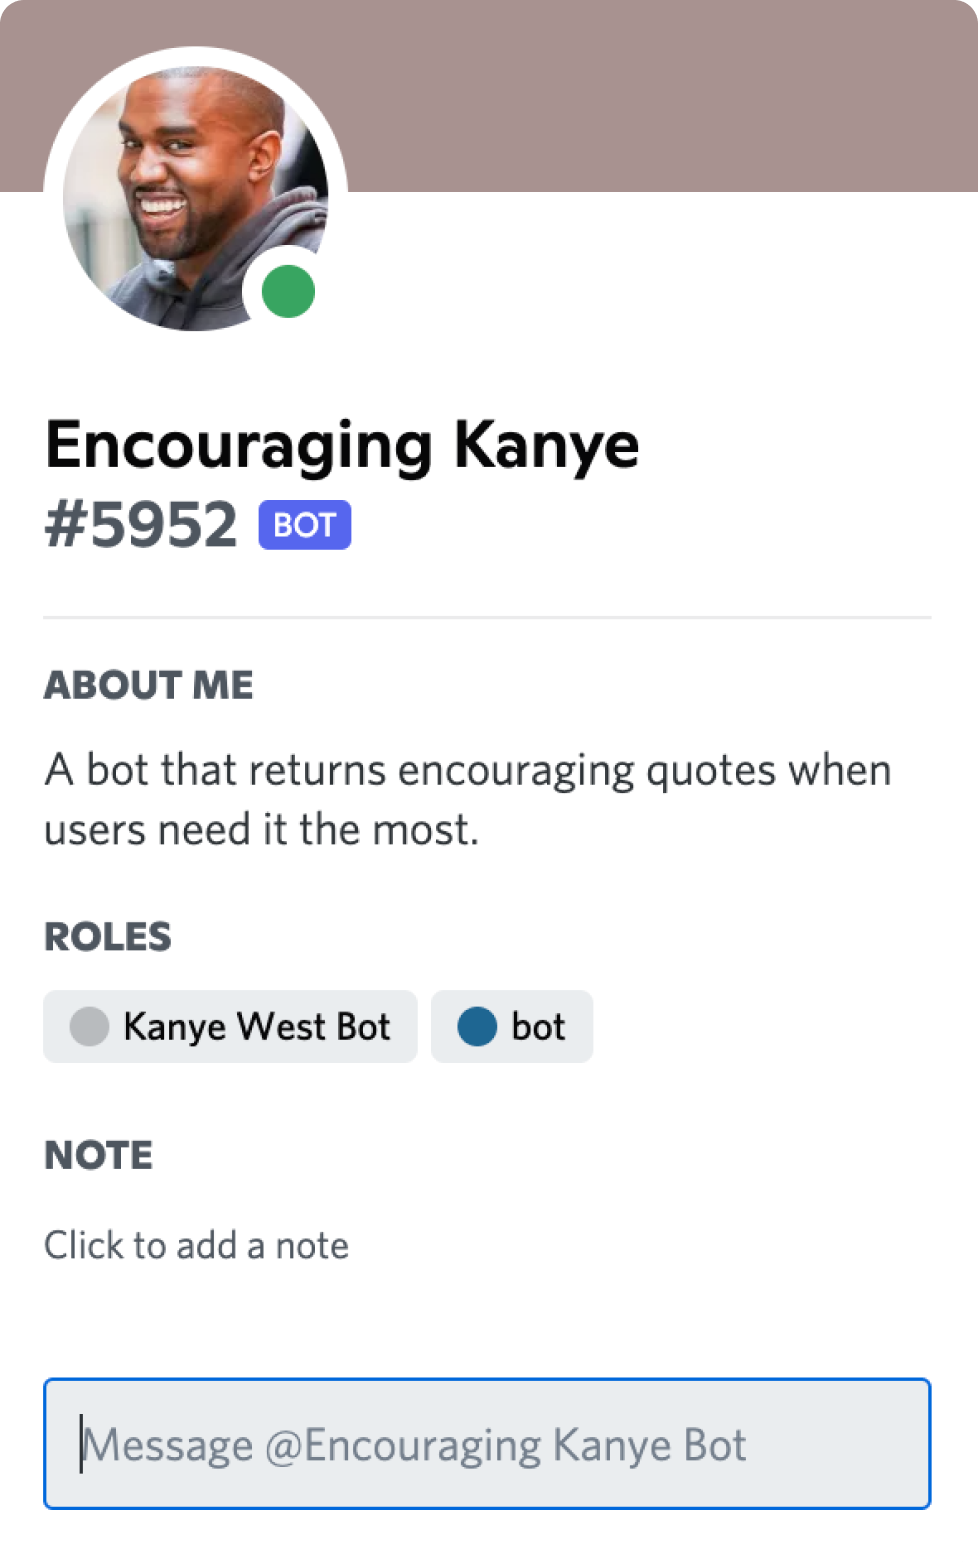 Encouraging Kanye
#5952 BOT
ABOUT ME
A bot that returns encouraging quotes when
users need it the most.
ROLES
Kanye West Bot bot
NOTE
Click to add a note
Message @Encouraging Kanye Bot